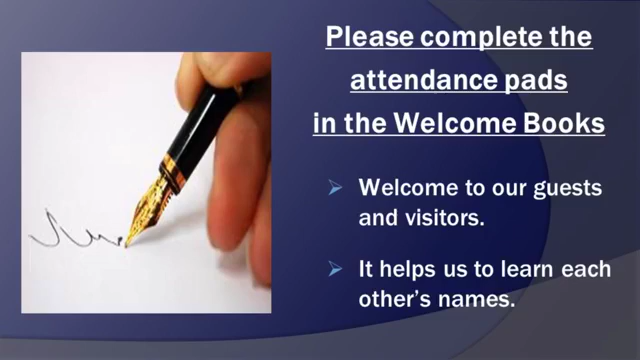 Please complete the
attendance pads
in the Welcome Books
Welcome to our guests
and visitors.
It helps us to learn each
other’s names.